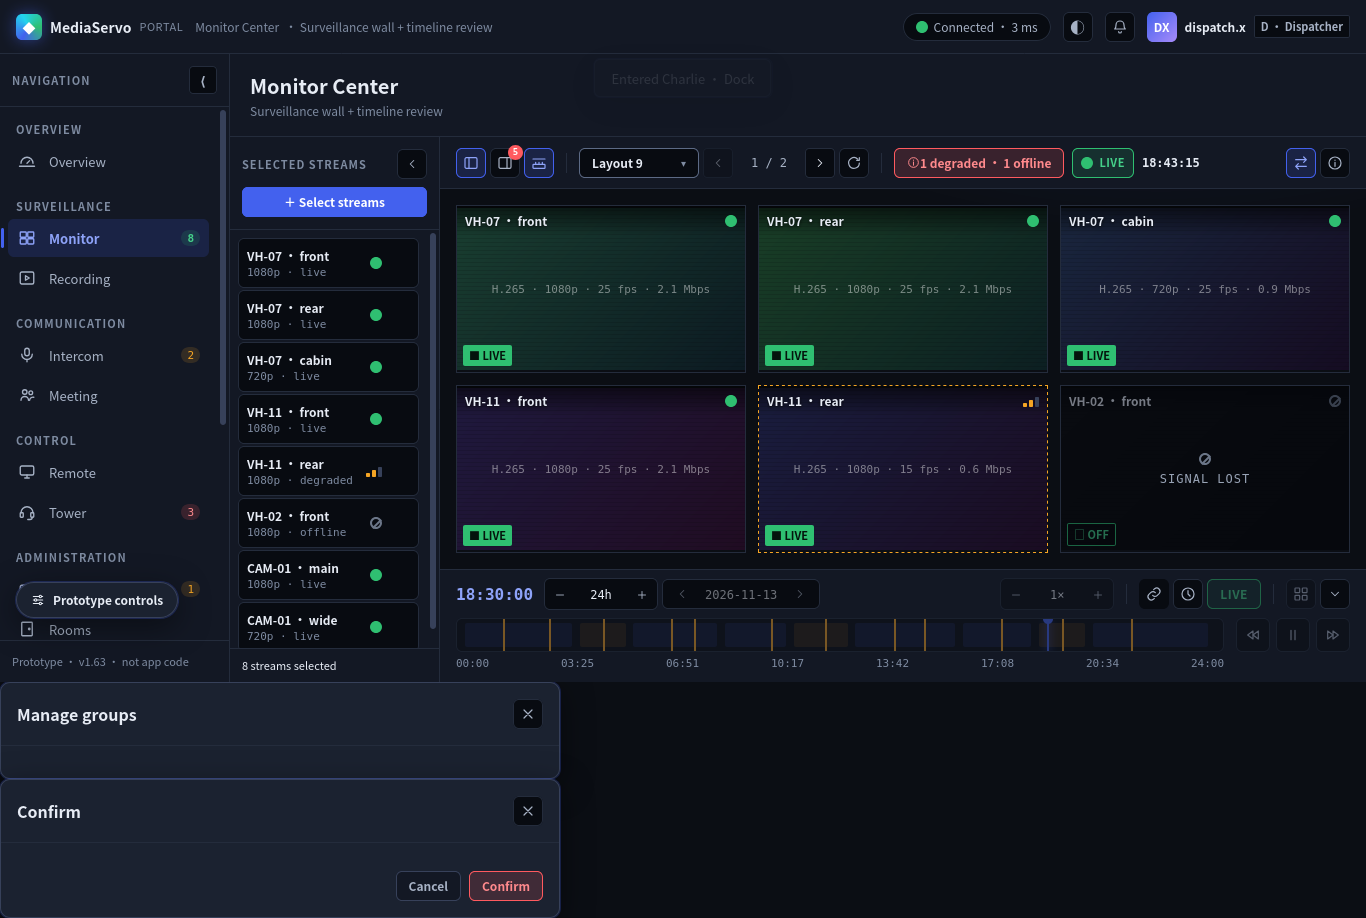 MediaServo PORTAL Monitor Center • Surveillance wall + timeline review
Connected • 3 ms
DX dispatch.x D • Dispatcher
NAVIGATION
OVERVIEW
Overview
SURVEILLANCE
Monitor 8
Recording
COMMUNICATION
Intercom 2
Meeting
CONTROL
Remote
Tower 3
ADMINISTRATION
1
Prototype controls
Rooms
Prototype • v1.63 • not app code
Monitor Center
Surveillance wall + timeline review
Entered Charlie • Dock
SELECTED STREAMS
+ Select streams
VH-07 • front
1080p · live
VH-07 • rear
1080p · live
VH-07 • cabin
720p · live
VH-11 • front
1080p · live
VH-11 • rear
1080p · degraded
VH-02 • front
1080p · offline
CAM-01 • main
1080p · live
CAM-01 • wide
720p · live
8 streams selected
5
Layout 9
1 / 2
1 degraded • 1 offline
LIVE
18:43:15
VH-07 • front
H.265 · 1080p · 25 fps · 2.1 Mbps
LIVE
VH-07 • rear
H.265 · 1080p · 25 fps · 2.1 Mbps
LIVE
VH-07 • cabin
H.265 · 720p · 25 fps · 0.9 Mbps
LIVE
VH-11 • front
H.265 · 1080p · 25 fps · 2.1 Mbps
LIVE
VH-11 • rear
H.265 · 1080p · 15 fps · 0.6 Mbps
LIVE
VH-02 • front
SIGNAL LOST
OFF
18:30:00
− 24h +
2026-11-13
− 1× +
LIVE
00:00 03:25 06:51 10:17 13:42 17:08 20:34 24:00
Manage groups
Confirm
Cancel
Confirm